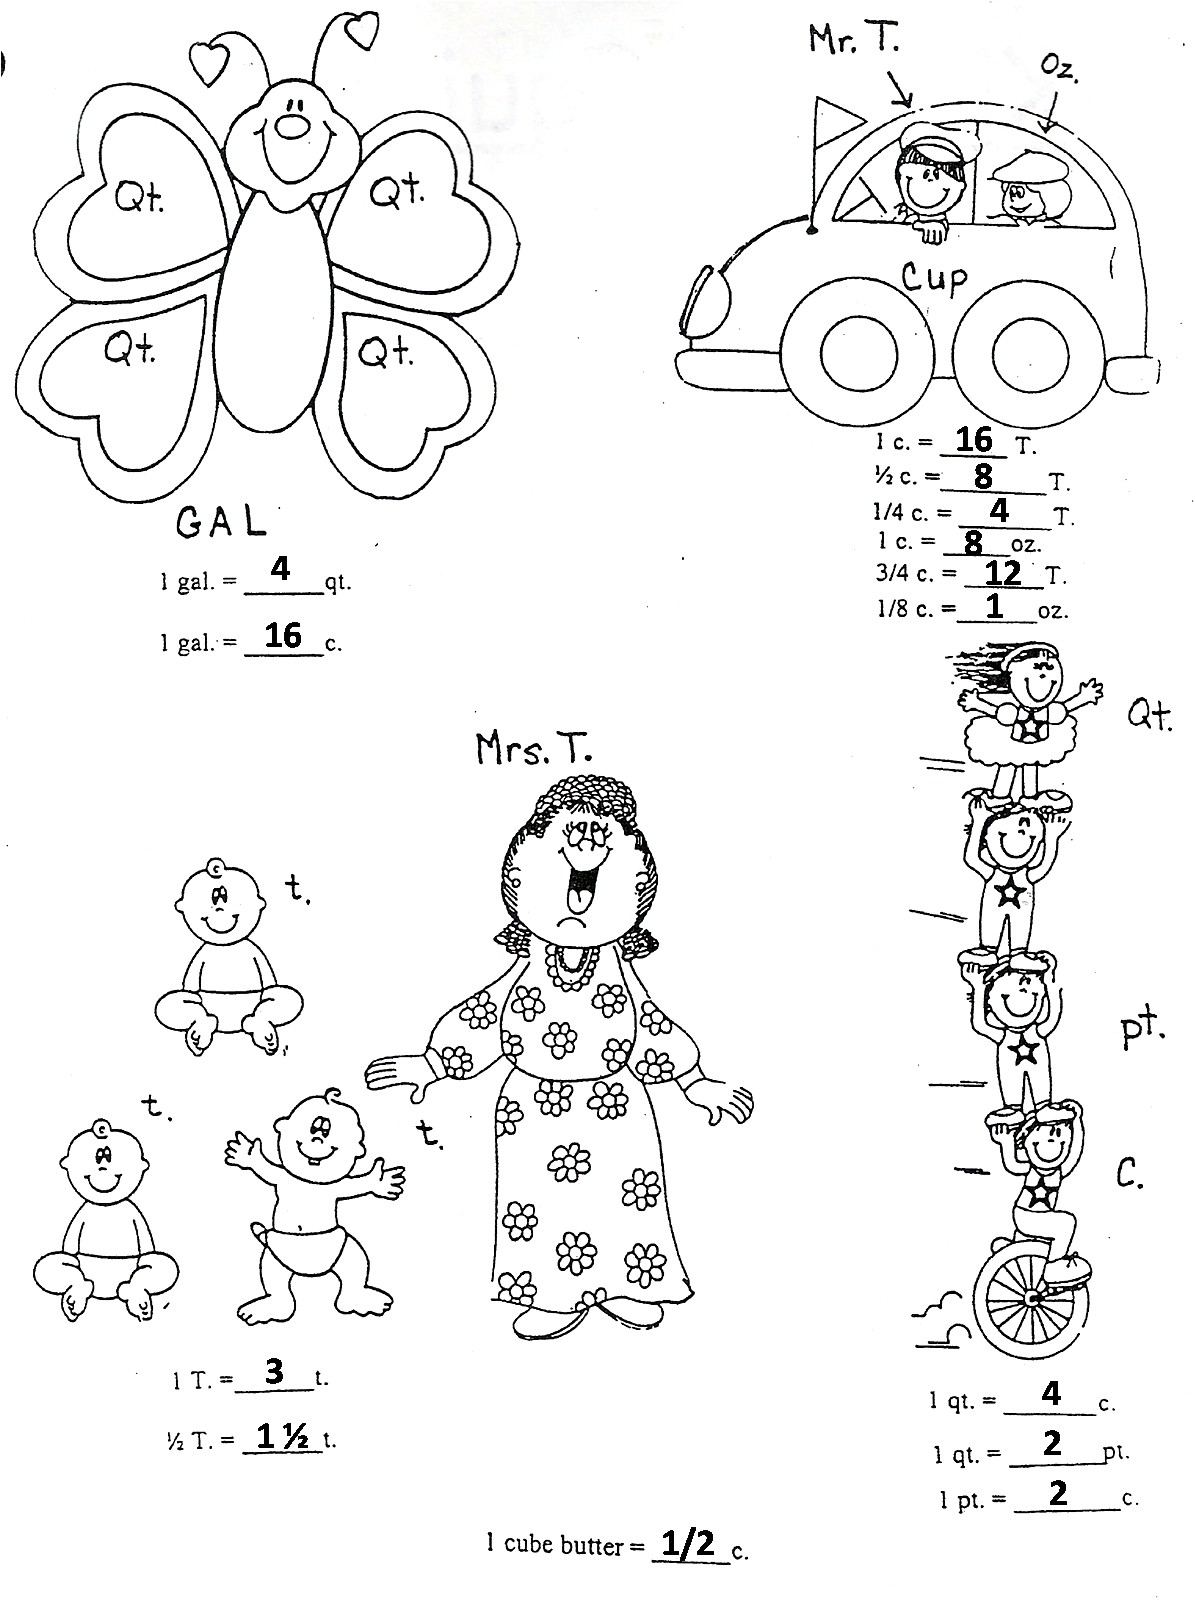 Mr. T.
Oz.
Qt. Qt.
Qt. Qt.
Cup
GAL
1 gal. = 4 qt.
1 gal. = 16 c.
1 c. = 16 T.
½ c. = 8 T.
1/4 c. = 4 T.
1 c. = 8 oz.
3/4 c. = 12 T.
1/8 c. = 1 oz.
Mrs. T.
t.
t.
t.
1 T. = 3 t.
½ T. = 1 ½ t.
Qt.
pt.
C.
1 qt. = 4 c.
1 qt. = 2 pt.
1 pt. = 2 c.
1 cube butter = 1/2 c.